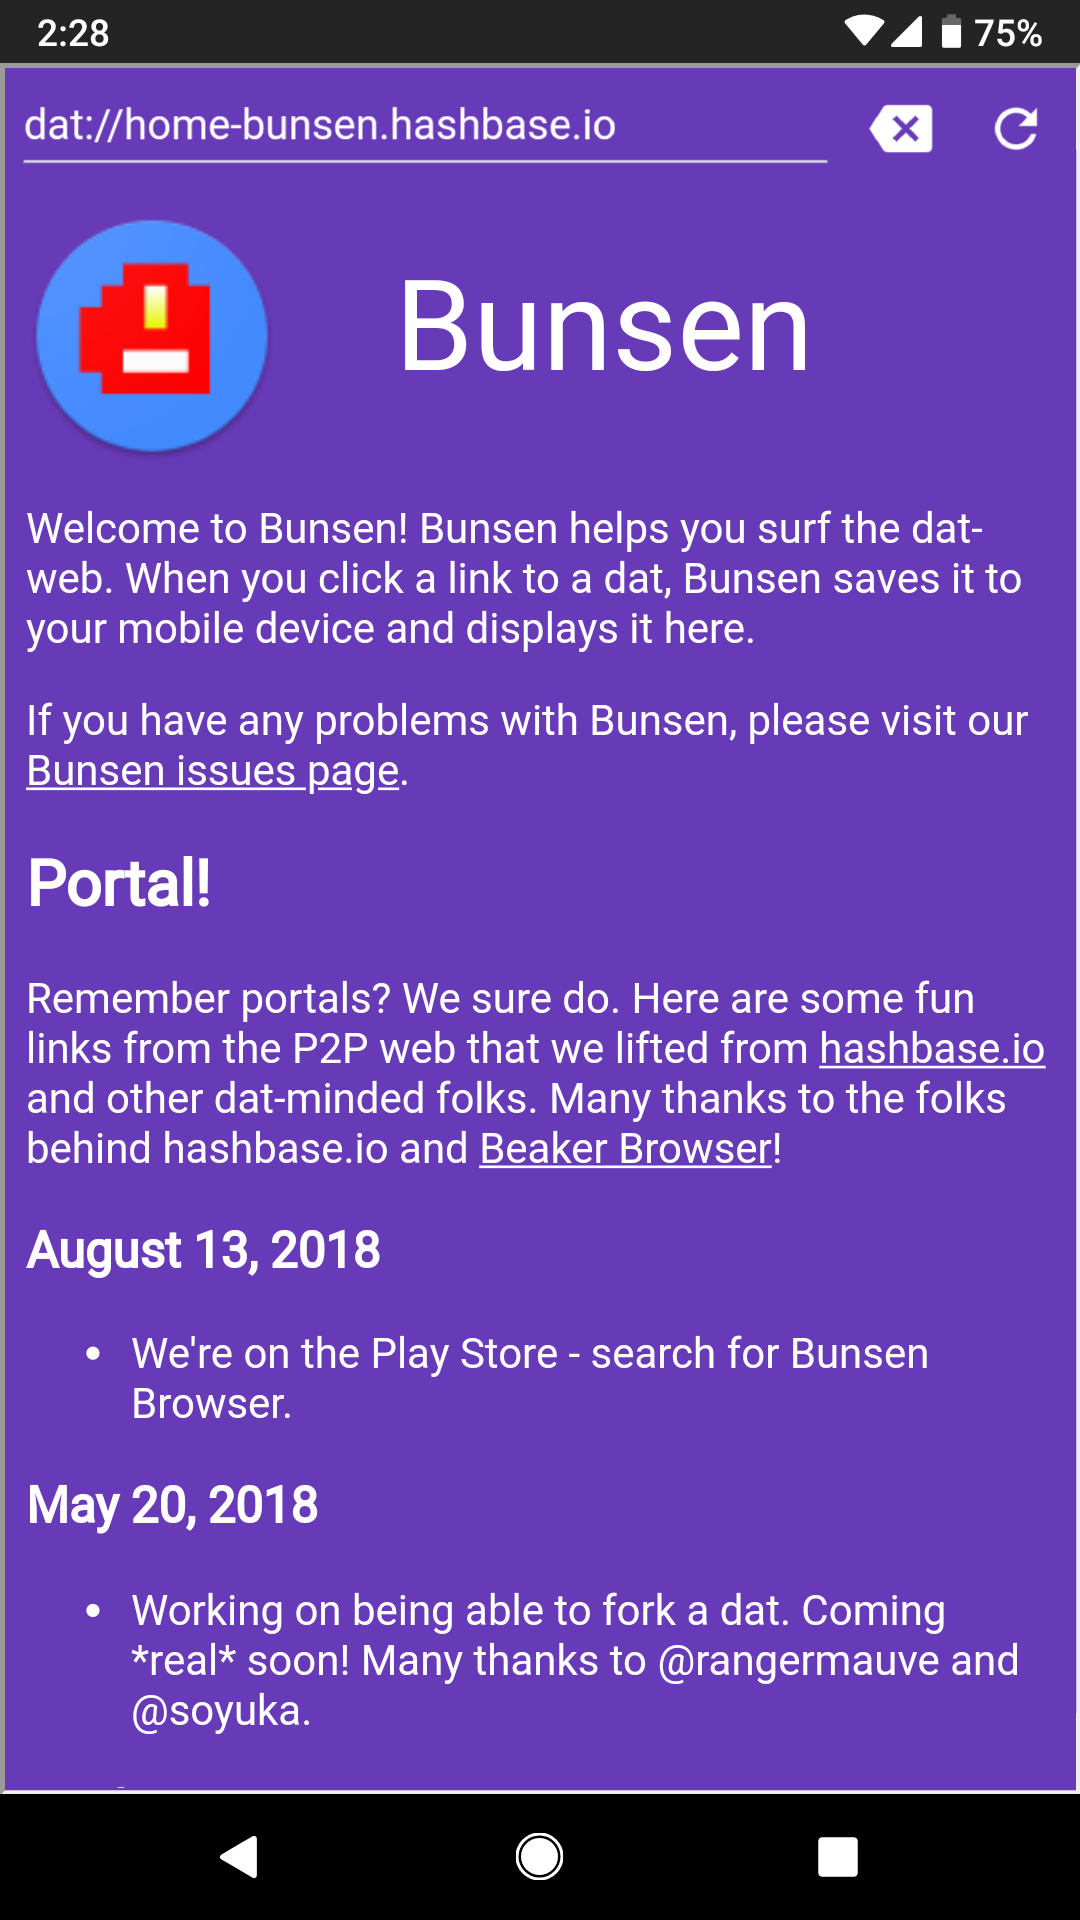 2:28
75%
dat://home-bunsen.hashbase.io
Bunsen
Welcome to Bunsen! Bunsen helps you surf the dat-
web. When you click a link to a dat, Bunsen saves it to
your mobile device and displays it here.
If you have any problems with Bunsen, please visit our
Bunsen issues page.
Portal!
Remember portals? We sure do. Here are some fun
links from the P2P web that we lifted from hashbase.io
and other dat-minded folks. Many thanks to the folks
behind hashbase.io and Beaker Browser!
August 13, 2018
• We're on the Play Store - search for Bunsen
Browser.
May 20, 2018
• Working on being able to fork a dat. Coming
*real* soon! Many thanks to @rangermauve and
@soyuka.